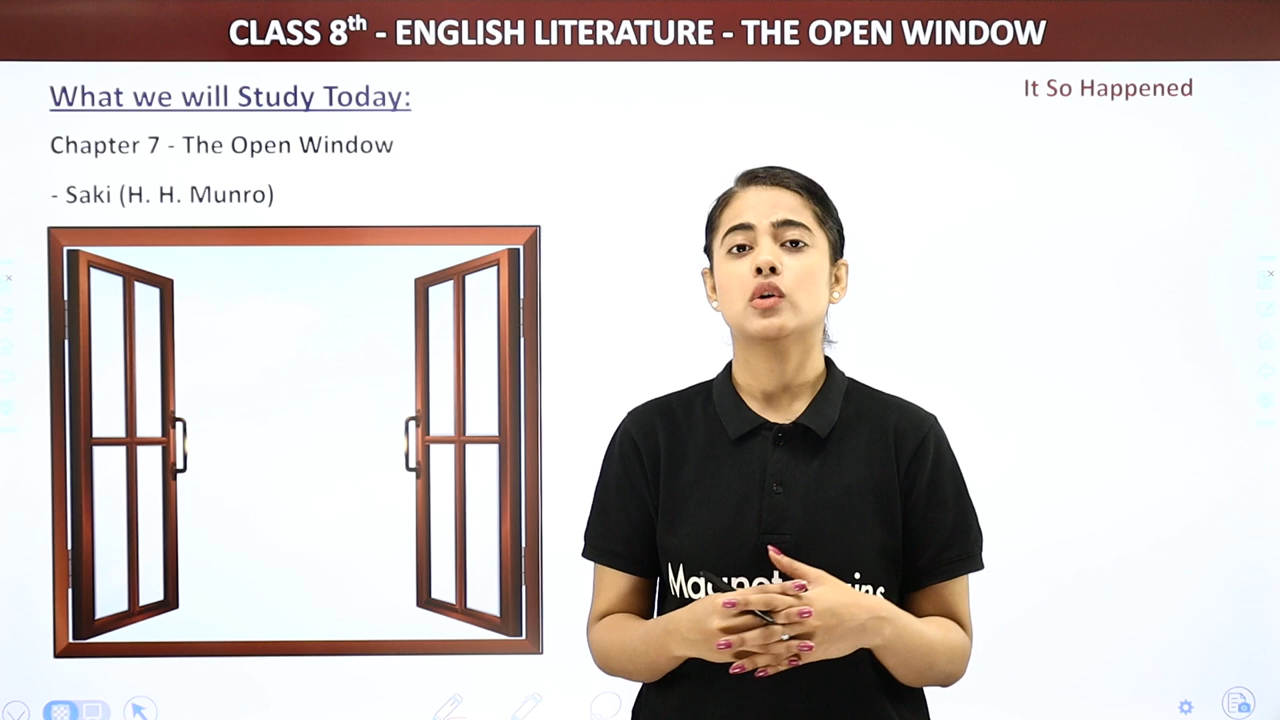 CLASS 8th - ENGLISH LITERATURE - THE OPEN WINDOW
What we will Study Today:
It So Happened
Chapter 7 - The Open Window
- Saki (H. H. Munro)